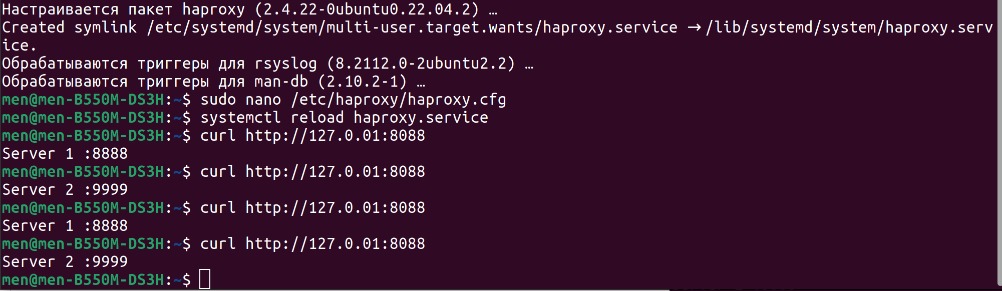 Настраивается пакет haproxy (2.4.22-0ubuntu0.22.04.2) …
Created symlink /etc/systemd/system/multi-user.target.wants/haproxy.service → /lib/systemd/system/haproxy.serv
ice.
Обрабатываются триггеры для rsyslog (8.2112.0-2ubuntu2.2) …
Обрабатываются триггеры для man-db (2.10.2-1) …
men@men-B550M-DS3H:~$ sudo nano /etc/haproxy/haproxy.cfg
men@men-B550M-DS3H:~$ systemctl reload haproxy.service
men@men-B550M-DS3H:~$ curl http://127.0.01:8088
Server 1 :8888
men@men-B550M-DS3H:~$ curl http://127.0.01:8088
Server 2 :9999
men@men-B550M-DS3H:~$ curl http://127.0.01:8088
Server 1 :8888
men@men-B550M-DS3H:~$ curl http://127.0.01:8088
Server 2 :9999
men@men-B550M-DS3H:~$